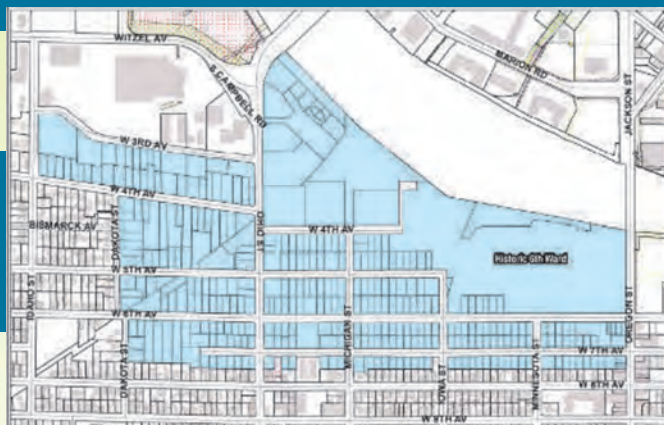 WITZEL AV
S CAMPBELL RD
MARION RD
JACKSON ST
W 3RD AV
W 4TH AV
BISMARCK AV
DAKOTA ST
OHIO ST
W 4TH AV
Historic 6th Ward
W 5TH AV
IDAHO ST
W 6TH AV
MICHIGAN ST
OREGON ST
W 7TH AV
DAKOTA ST
IOWA ST
MINNESOTA ST
W 8TH AV
W 9TH AV